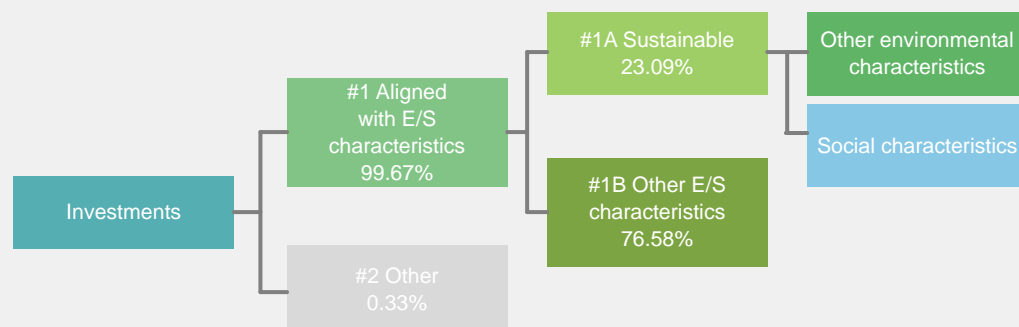 Investments
#1 Aligned
with E/S
characteristics
99.67%
#2 Other
0.33%
#1A Sustainable
23.09%
#1B Other E/S
characteristics
76.58%
Other environmental
characteristics
Social characteristics